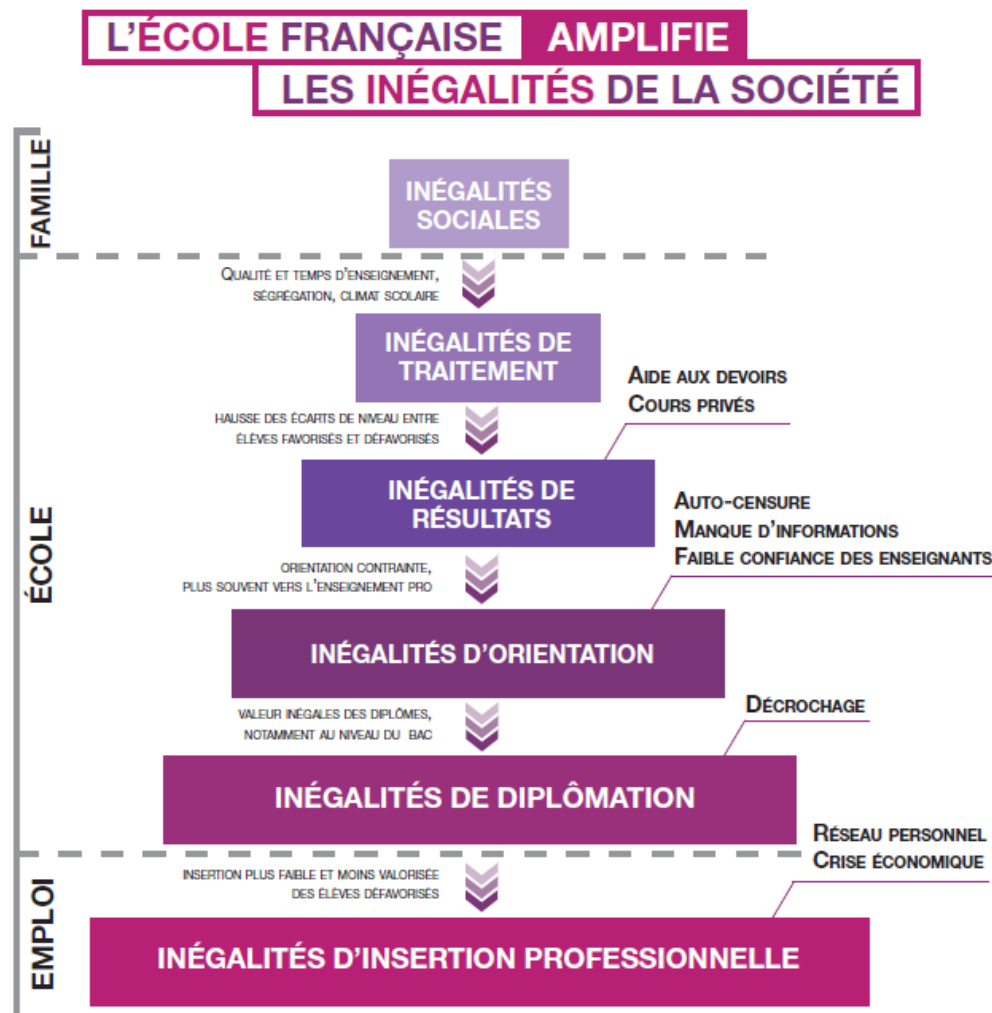 L'ÉCOLE FRANÇAISE AMPLIFIE
LES INÉGALITÉS DE LA SOCIÉTÉ
FAMILLE
INÉGALITÉS
SOCIALES
QUALITÉ ET TEMPS D'ENSEIGNEMENT,
SÉGRÉGATION, CLIMAT SCOLAIRE
ÉCOLE
INÉGALITÉS DE
TRAITEMENT
HAUSSE DES ÉCARTS DE NIVEAU ENTRE
ÉLÈVES FAVORISÉS ET DÉFAVORISÉS
AIDE AUX DEVOIRS
COURS PRIVÉS
INÉGALITÉS DE
RÉSULTATS
ORIENTATION CONTRAINTE,
PLUS SOUVENT VERS L'ENSEIGNEMENT PRO
AUTO-CENSURE
MANQUE D'INFORMATIONS
FAIBLE CONFIANCE DES ENSEIGNANTS
INÉGALITÉS D'ORIENTATION
VALEUR INÉGALES DES DIPLÔMES,
NOTAMMENT AU NIVEAU DU BAC
DÉCROCHAGE
INÉGALITÉS DE DIPLÔMATION
EMPLOI
INSERTION PLUS FAIBLE ET MOINS VALORISÉE
DES ÉLÈVES DÉFAVORISÉS
RÉSEAU PERSONNEL
CRISE ÉCONOMIQUE
INÉGALITÉS D'INSERTION PROFESSIONNELLE